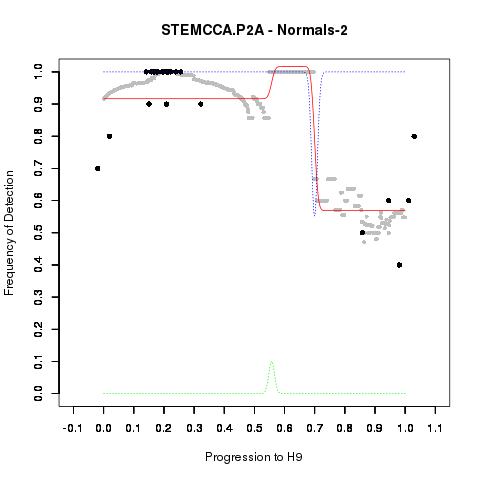 STEMCCA.P2A - Normals-2
Frequency of Detection
1.0
0.9
0.8
0.7
0.6
0.5
0.4
0.3
0.2
0.1
0.0
-0.1 0.0 0.1 0.2 0.3 0.4 0.5 0.6 0.7 0.8 0.9 1.0 1.1
Progression to H9